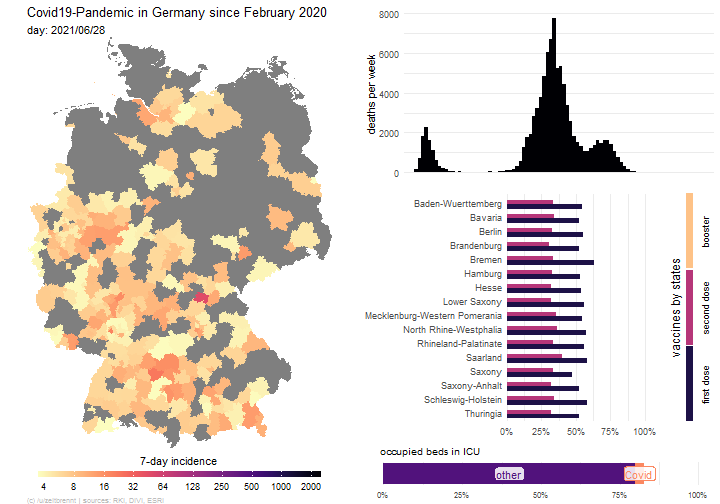 Covid19-Pandemic in Germany since February 2020
day: 2021/06/28
7-day incidence
4 8 16 32 64 125 250 500 1000 2000
(c) /u/zeitbremt | sources: RKI, DIVI, ESRI
deaths per week
8000
6000
4000
2000
0
Baden-Wuerttemberg
Bavaria
Berlin
Brandenburg
Bremen
Hamburg
Hesse
Lower Saxony
Mecklenburg-Western Pomerania
North Rhine-Westphalia
Rhineland-Palatinate
Saarland
Saxony
Saxony-Anhalt
Schleswig-Holstein
Thuringia
0% 25% 50% 75% 100%
vaccines by states
booster
second dose
first dose
occupied beds in ICU
other Covid
0% 25% 50% 75% 100%